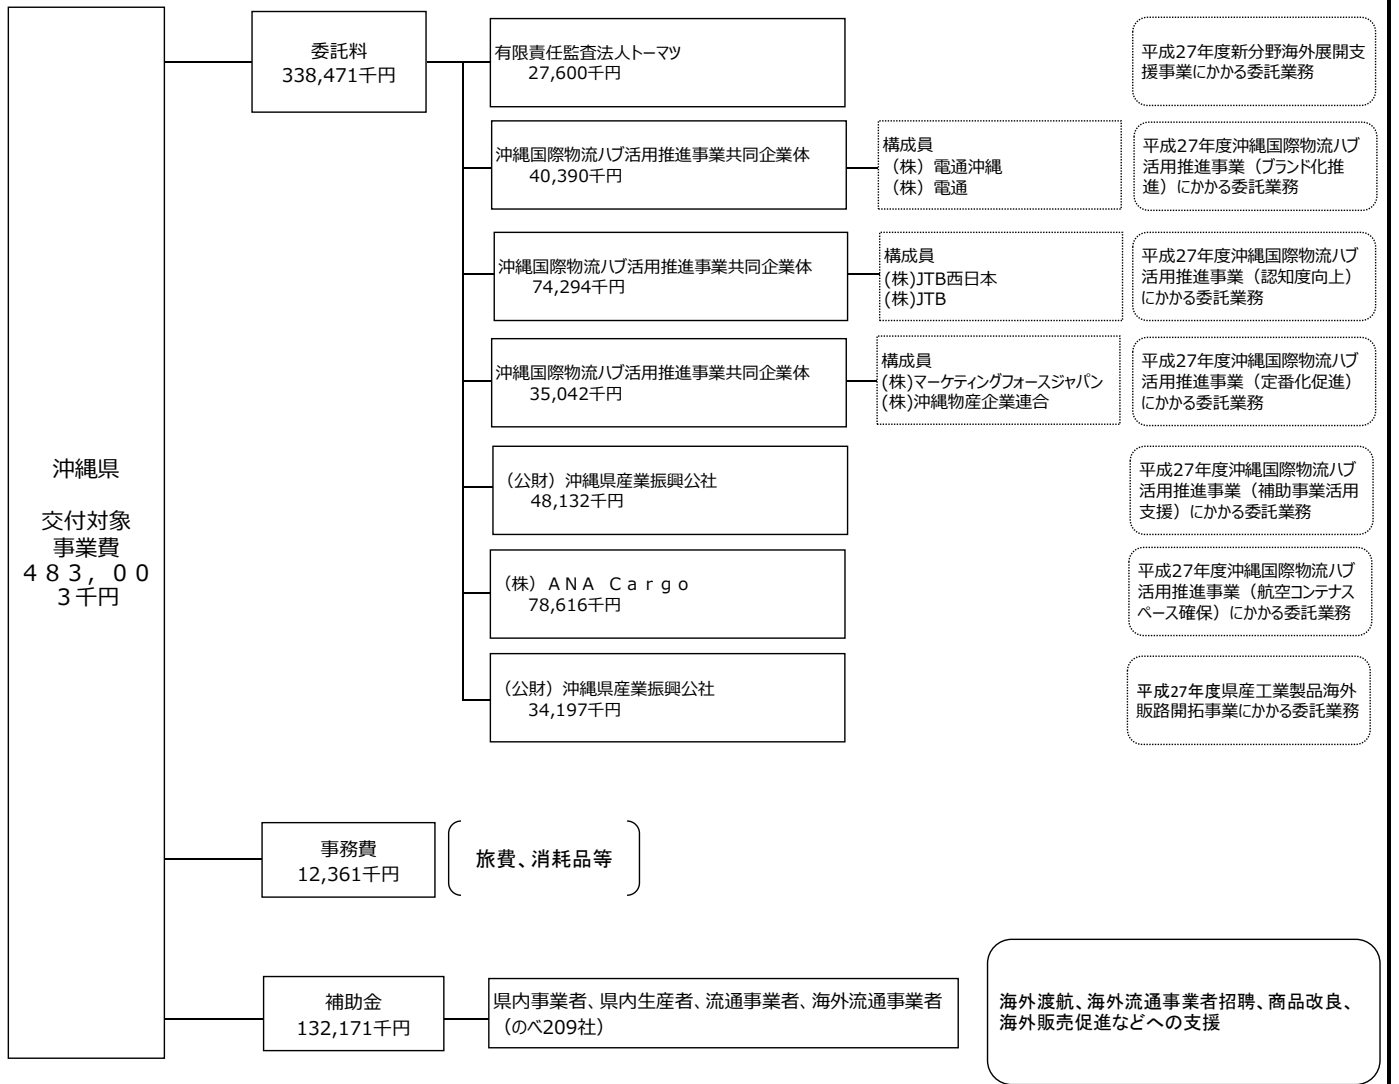 沖縄県
交付対象
事業費
４８３，００
３千円
委託料
338,471千円
有限責任監査法人トーマツ
27,600千円
平成27年度新分野海外展開支
援事業にかかる委託業務
沖縄国際物流ハブ活用推進事業共同企業体
40,390千円
構成員
（株）電通沖縄
（株）電通
平成27年度沖縄国際物流ハブ
活用推進事業（ブランド化推
進）にかかる委託業務
沖縄国際物流ハブ活用推進事業共同企業体
74,294千円
構成員
(株)JTB西日本
(株)JTB
平成27年度沖縄国際物流ハブ
活用推進事業（認知度向上）
にかかる委託業務
沖縄国際物流ハブ活用推進事業共同企業体
35,042千円
構成員
(株)マーケティングフォースジャパン
(株)沖縄物産企業連合
平成27年度沖縄国際物流ハブ
活用推進事業（定番化促進）
にかかる委託業務
（公財）沖縄県産業振興公社
48,132千円
平成27年度沖縄国際物流ハブ
活用推進事業（補助事業活用
支援）にかかる委託業務
（株）ＡＮＡ　Ｃａｒｇｏ
78,616千円
平成27年度沖縄国際物流ハブ
活用推進事業（航空コンテナス
ペース確保）にかかる委託業務
（公財）沖縄県産業振興公社
34,197千円
平成27年度県産工業製品海外
販路開拓事業にかかる委託業務
事務費
12,361千円
旅費、消耗品等
補助金
132,171千円
県内事業者、県内生産者、流通事業者、海外流通事業者
（のべ209社）
海外渡航、海外流通事業者招聘、商品改良、
海外販売促進などへの支援